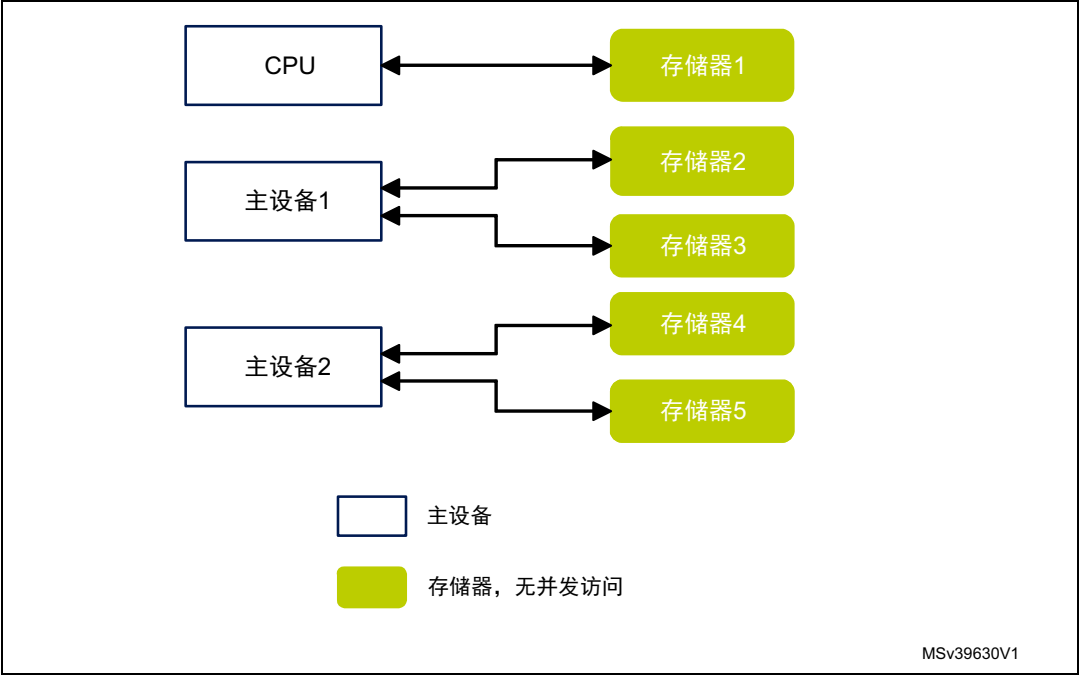 CPU
存储器1
主设备1
存储器2
存储器3
主设备2
存储器4
存储器5
主设备
存储器，无并发访问
MSv39630V1